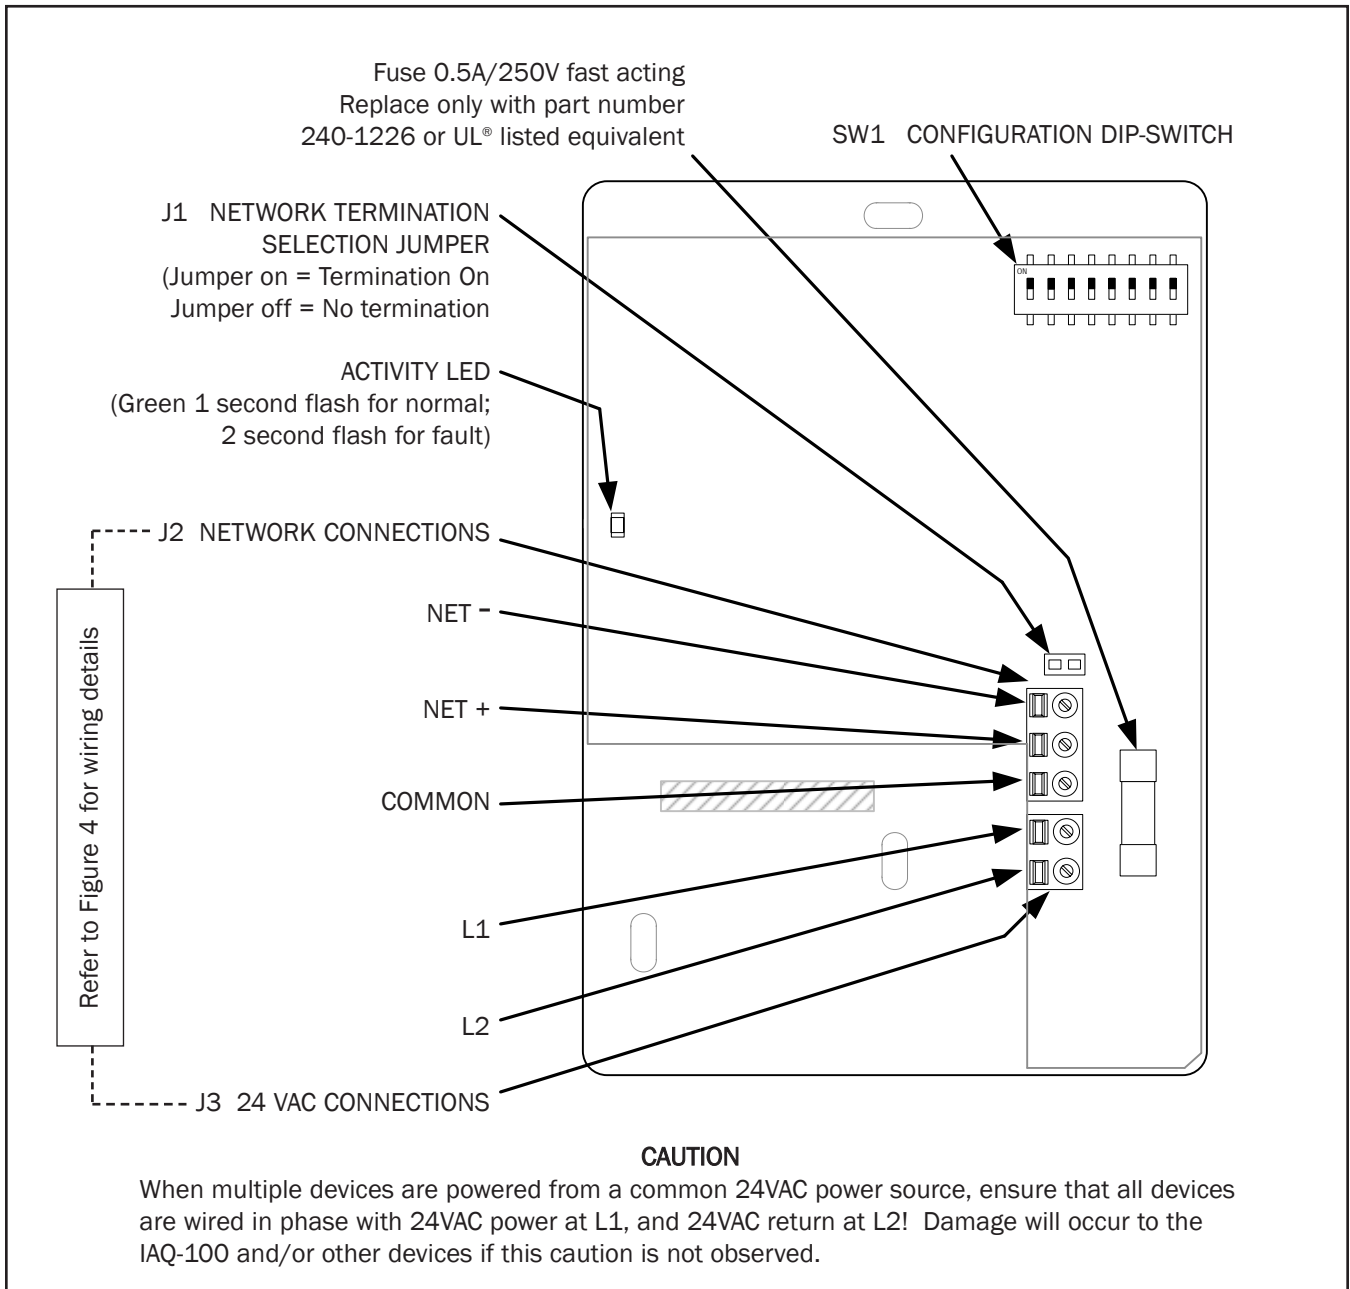 Fuse 0.5A/250V fast acting
Replace only with part number
240-1226 or UL® listed equivalent
SW1 CONFIGURATION DIP-SWITCH
J1 NETWORK TERMINATION
SELECTION JUMPER
(Jumper on = Termination On
Jumper off = No termination
ON
ACTIVITY LED
(Green 1 second flash for normal;
2 second flash for fault)
J2 NETWORK CONNECTIONS
NET -
NET +
COMMON
L1
L2
J3 24 VAC CONNECTIONS
Refer to Figure 4 for wiring details
CAUTION
When multiple devices are powered from a common 24VAC power source, ensure that all devices
are wired in phase with 24VAC power at L1, and 24VAC return at L2! Damage will occur to the
IAQ-100 and/or other devices if this caution is not observed.